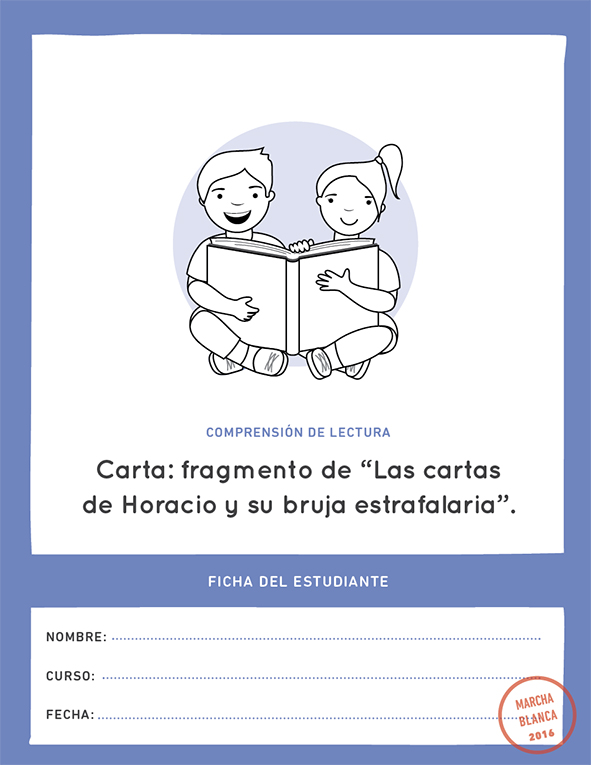 COMPRENSIÓN DE LECTURA
Carta: fragmento de “Las cartas
de Horacio y su bruja estrafalaria”.
FICHA DEL ESTUDIANTE
NOMBRE:
CURSO:
FECHA:
MARCHA
BLANCA
2016